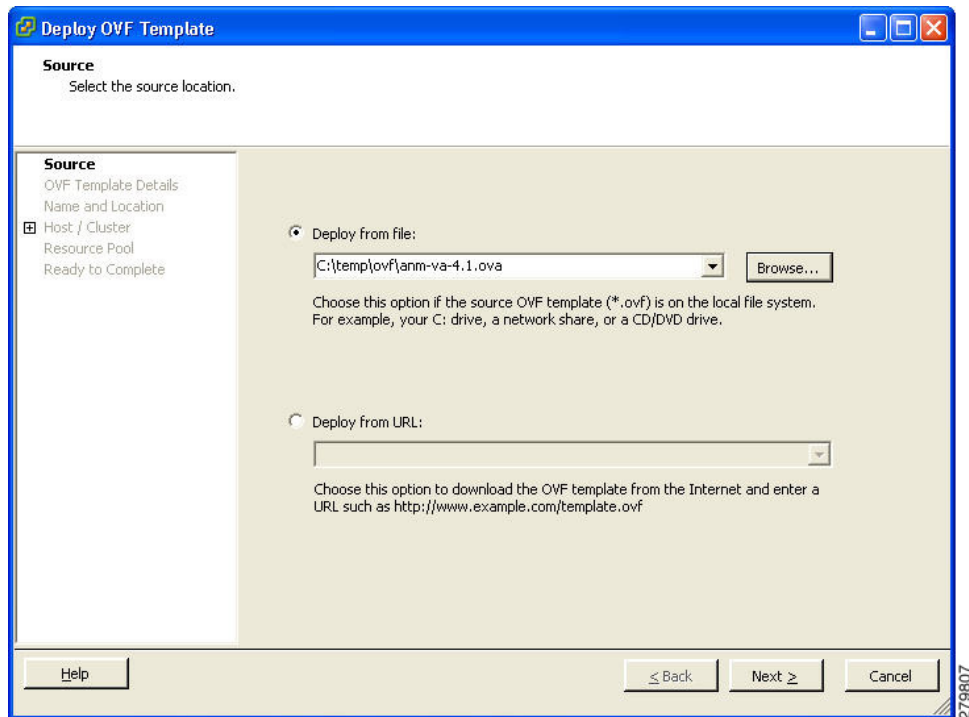 Deploy OVF Template
Source
Select the source location.
Source
OVF Template Details
Name and Location
Host / Cluster
Resource Pool
Ready to Complete
Deploy from file:
C:\temp\ovf\anm-va-4.1.ova
Browse...
Choose this option if the source OVF template (*.ovf) is on the local file system.
For example, your C: drive, a network share, or a CD/DVD drive.
Deploy from URL:
Choose this option to download the OVF template from the Internet and enter a
URL such as http://www.example.com/template.ovf
Help
≤ Back
Next ≥
Cancel
279807